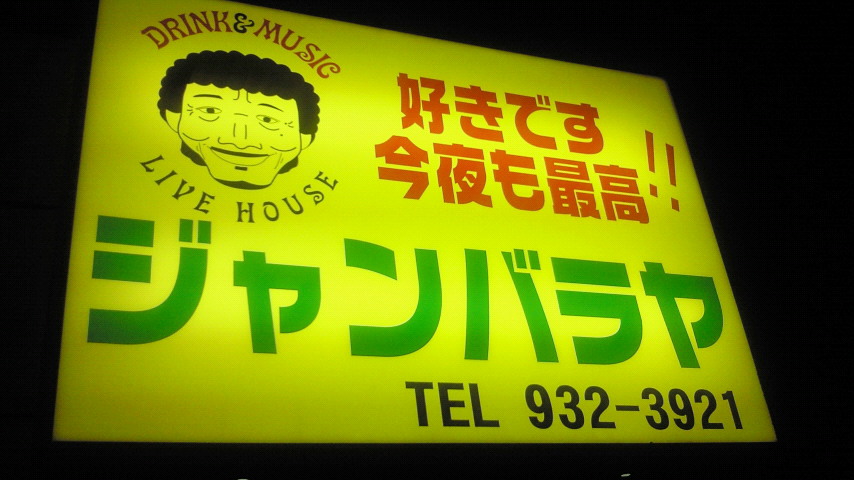 DRINK&MUSIC
LIVE HOUSE
好きです
今夜も最高!!
ジャンバラヤ
TEL 932-3921